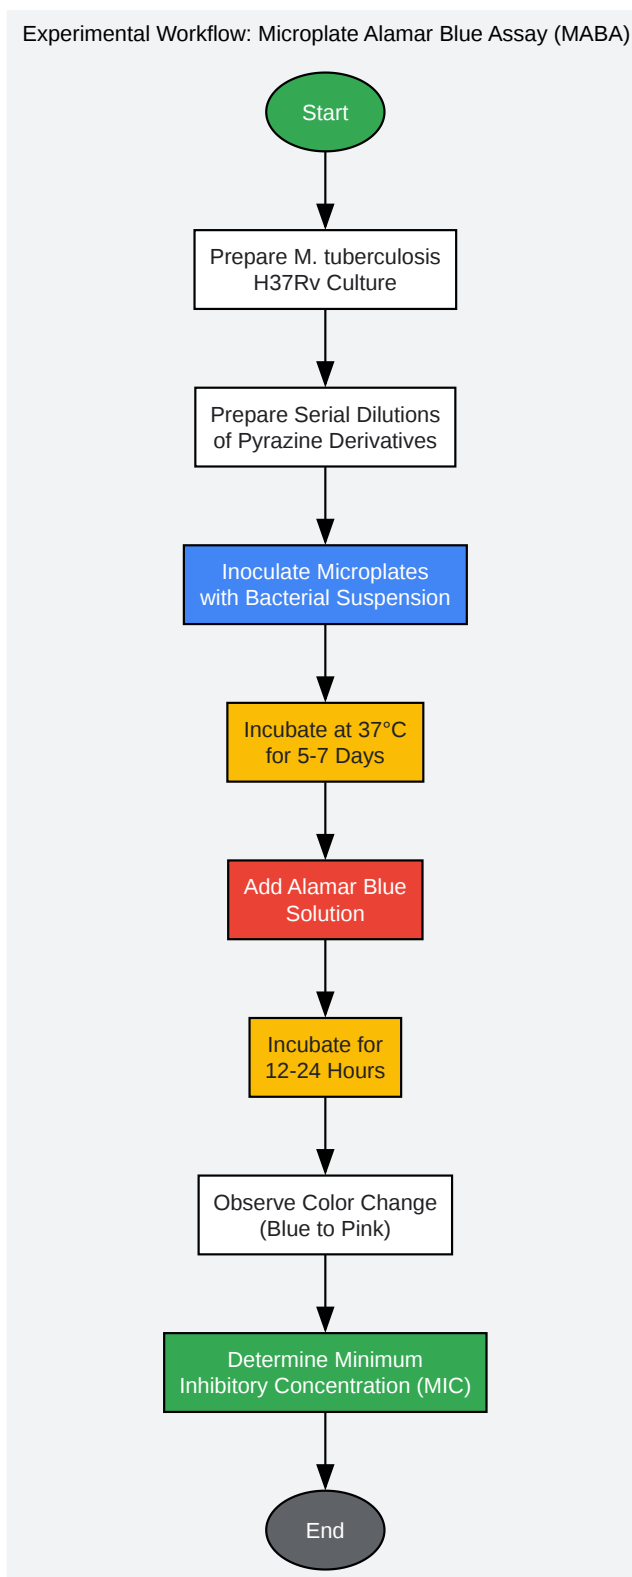 Experimental Workflow: Microplate Alamar Blue Assay (MABA)
Start
Prepare M. tuberculosis
H37Rv Culture
Prepare Serial Dilutions
of Pyrazine Derivatives
Inoculate Microplates
with Bacterial Suspension
Incubate at 37°C
for 5-7 Days
Add Alamar Blue
Solution
Incubate for
12-24 Hours
Observe Color Change
(Blue to Pink)
Determine Minimum
Inhibitory Concentration (MIC)
End